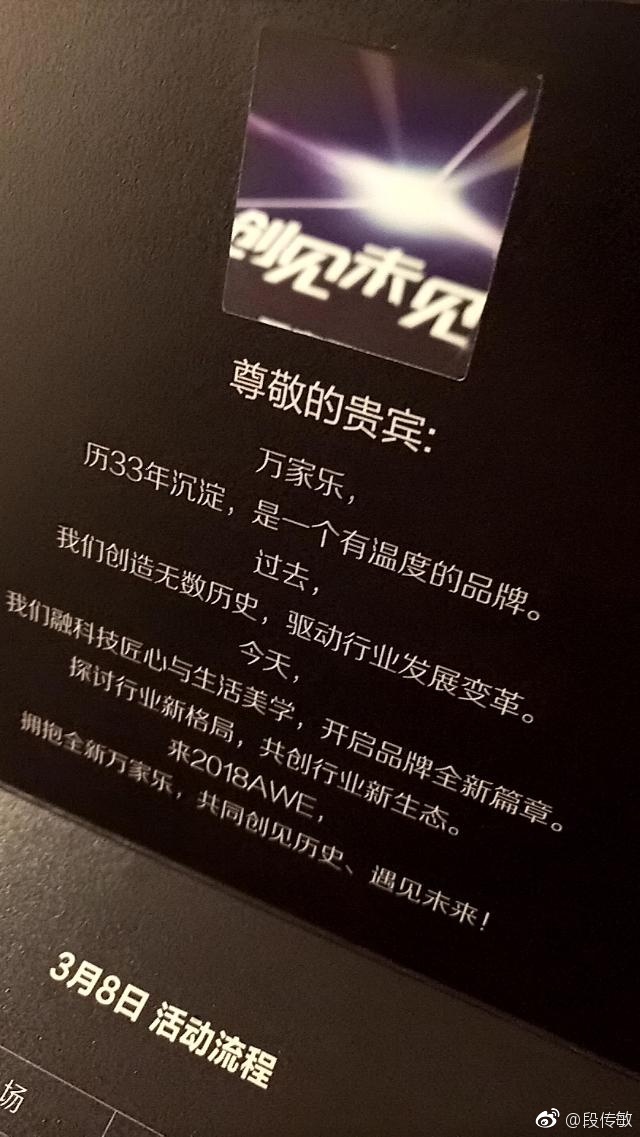 创见未见
尊敬的贵宾:
万家乐，
历33年沉淀，是一个有温度的品牌。
过去，
我们创造无数历史，驱动行业发展变革。
今天，
我们融科技匠心与生活美学，开启品牌全新篇章。
探讨行业新格局，共创行业新生态。
来2018AWE，
拥抱全新万家乐，共同创见历史、遇见未来！
3月8日 活动流程
场
@段传敏